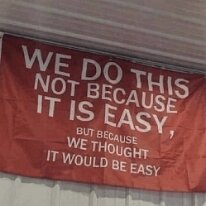 WE DO THIS
NOT BECAUSE
IT IS EASY,
BUT BECAUSE
WE THOUGHT
IT WOULD BE EASY